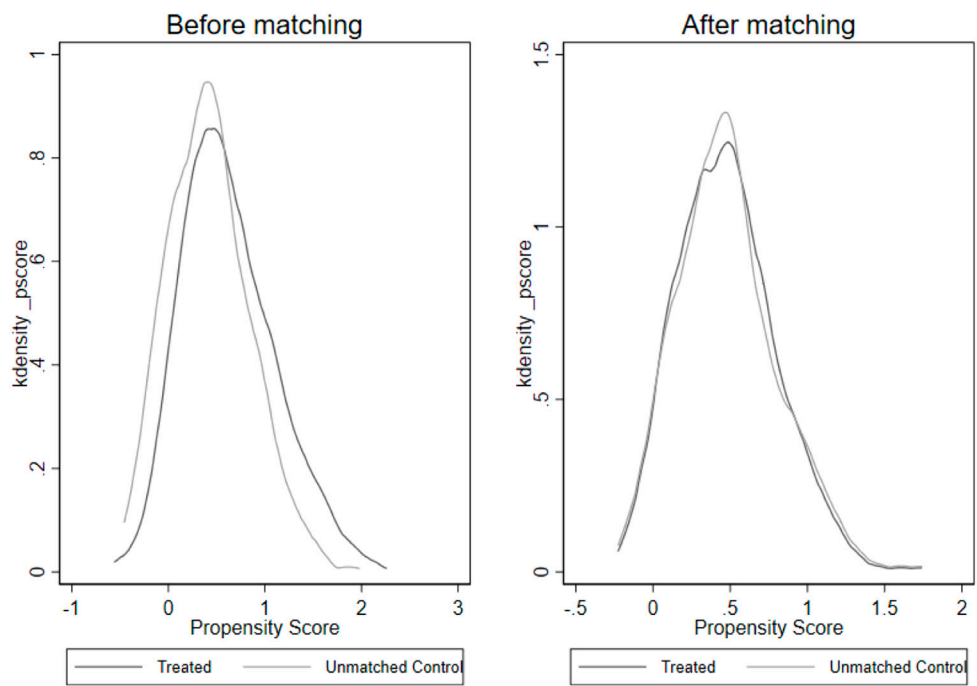 Before matching
kdensity _pscore
1
.8
.6
.4
.2
0
-1 0 1 2 3
Propensity Score
Treated Unmatched Control
After matching
kdensity _pscore
1.5
1
.5
0
-.5 0 .5 1 1.5 2
Propensity Score
Treated Unmatched Control